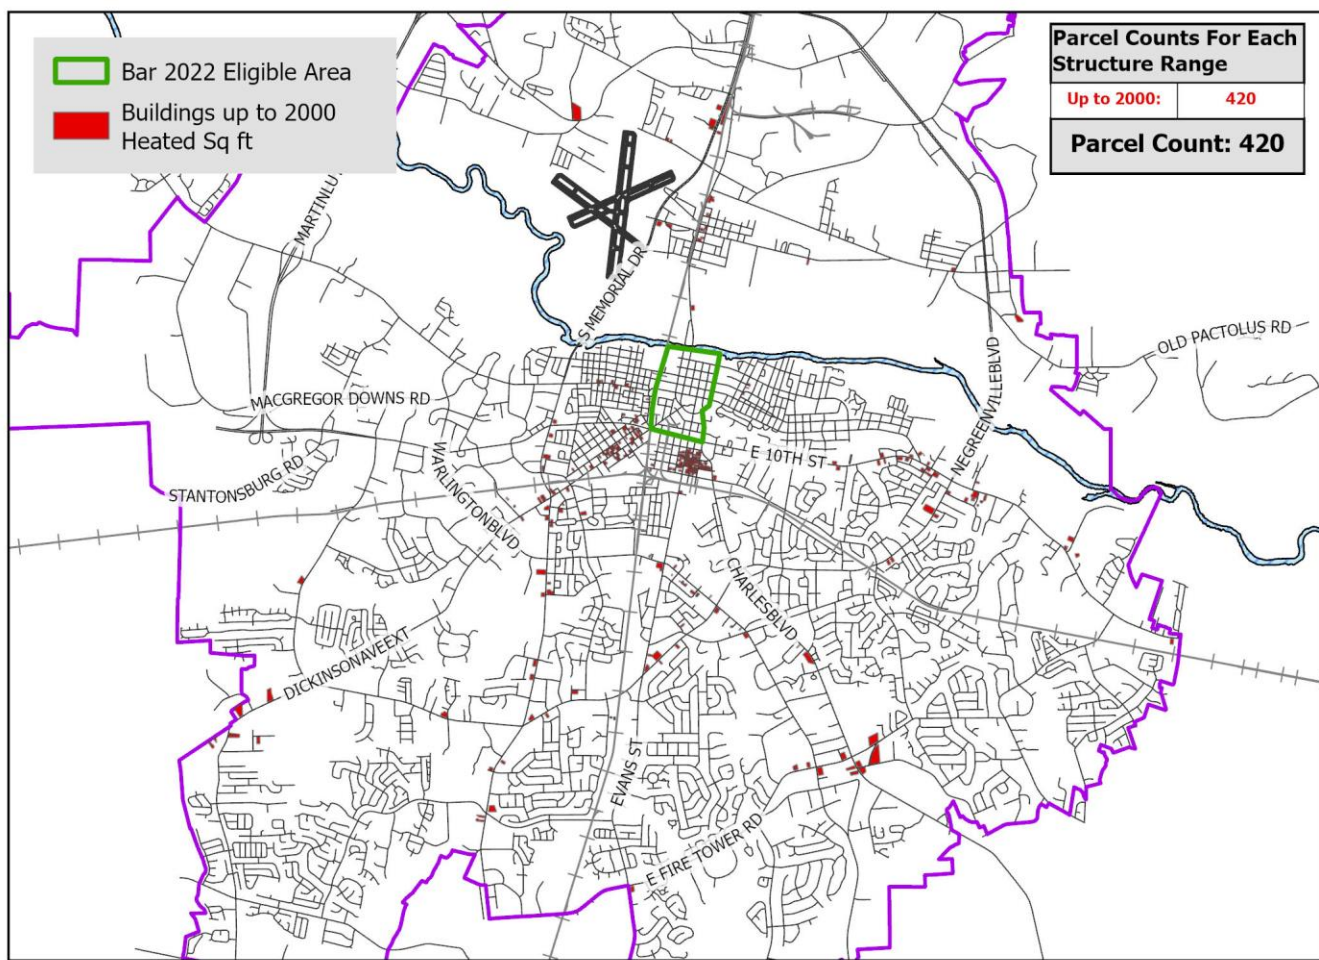 Bar 2022 Eligible Area
Buildings up to 2000
Heated Sq ft
Parcel Counts For Each
Structure Range
Up to 2000: 420
Parcel Count: 420
MARTINLU
S MEMORIAL DR
OLD PACTOLUS RD
MACGREGOR DOWNS RD
NEGREENVILLEBLVD
E 10TH ST
STANTONSBURG RD
WARLINGTONBLVD
CHARLESBLVD
DICKINSONAVEEXT
EVANS ST
E FIRE TOWER RD